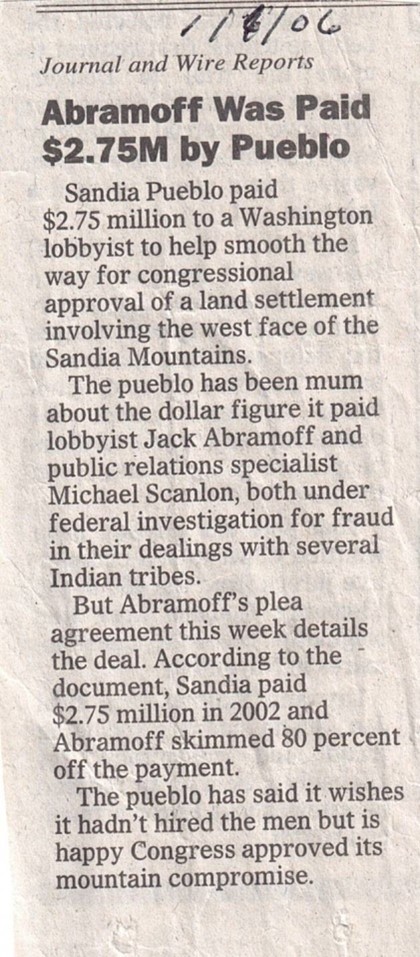 1/6/06
Journal and Wire Reports
Abramoff Was Paid
$2.75M by Pueblo
Sandia Pueblo paid
$2.75 million to a Washington
lobbyist to help smooth the
way for congressional
approval of a land settlement
involving the west face of the
Sandia Mountains.
The pueblo has been mum
about the dollar figure it paid
lobbyist Jack Abramoff and
public relations specialist
Michael Scanlon, both under
federal investigation for fraud
in their dealings with several
Indian tribes.
But Abramoff's plea
agreement this week details
the deal. According to the
document, Sandia paid
$2.75 million in 2002 and
Abramoff skimmed 80 percent
off the payment.
The pueblo has said it wishes
it hadn't hired the men but is
happy Congress approved its
mountain compromise.